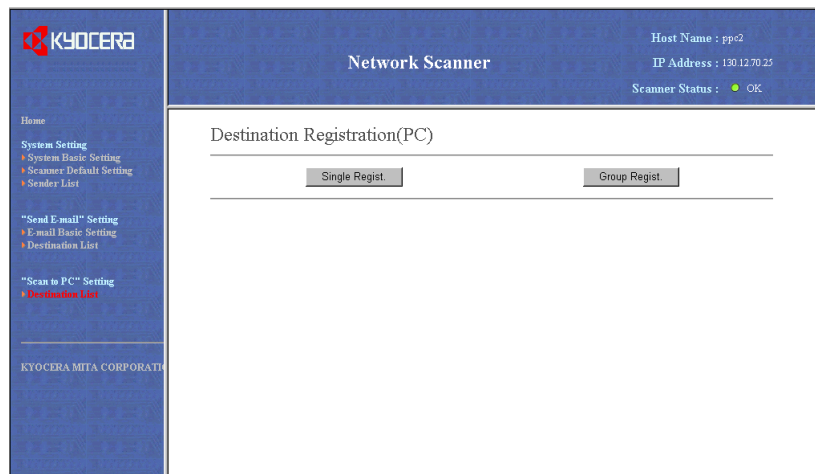 KYOCERA
Network Scanner
Host Name : ppc2
IP Address : 130.12.70.25
Scanner Status : OK
Home
System Setting
System Basic Setting
Scanner Default Setting
Sender List
"Send E-mail" Setting
E-mail Basic Setting
Destination List
"Scan to PC" Setting
Destination List
KYOCERA MITA CORPORATI
Destination Registration(PC)
Single Regist.
Group Regist.